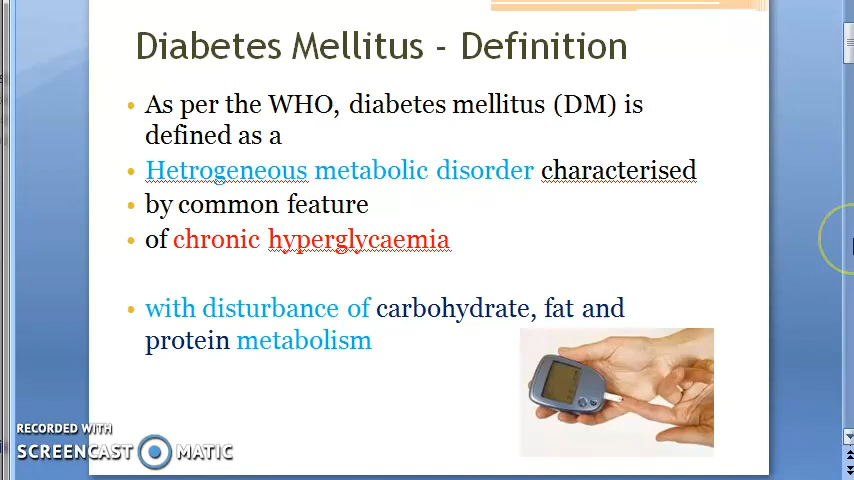 Diabetes Mellitus - Definition
• As per the WHO, diabetes mellitus (DM) is
defined as a
• Hetrogeneous metabolic disorder characterised
• by common feature
• of chronic hyperglycaemia
• with disturbance of carbohydrate, fat and
protein metabolism
RECORDED WITH
SCREENCAST MATIC